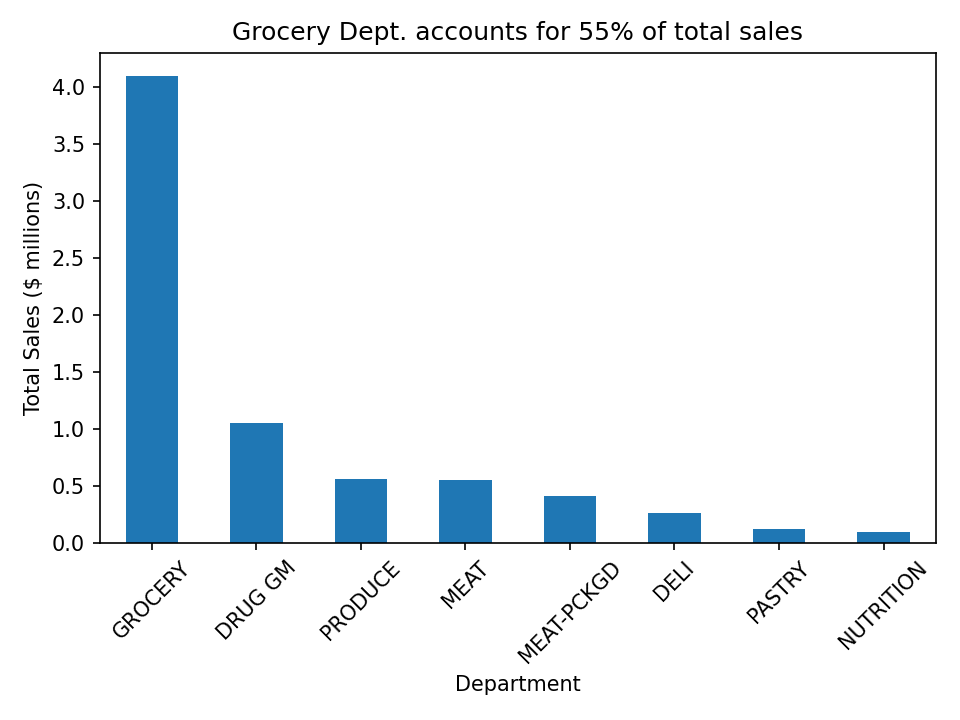 Grocery Dept. accounts for 55% of total sales
Total Sales ($ millions)
4.0
3.5
3.0
2.5
2.0
1.5
1.0
0.5
0.0
GROCERY
DRUG GM
PRODUCE
MEAT
MEAT-PCKGD
DELI
PASTRY
NUTRITION
Department